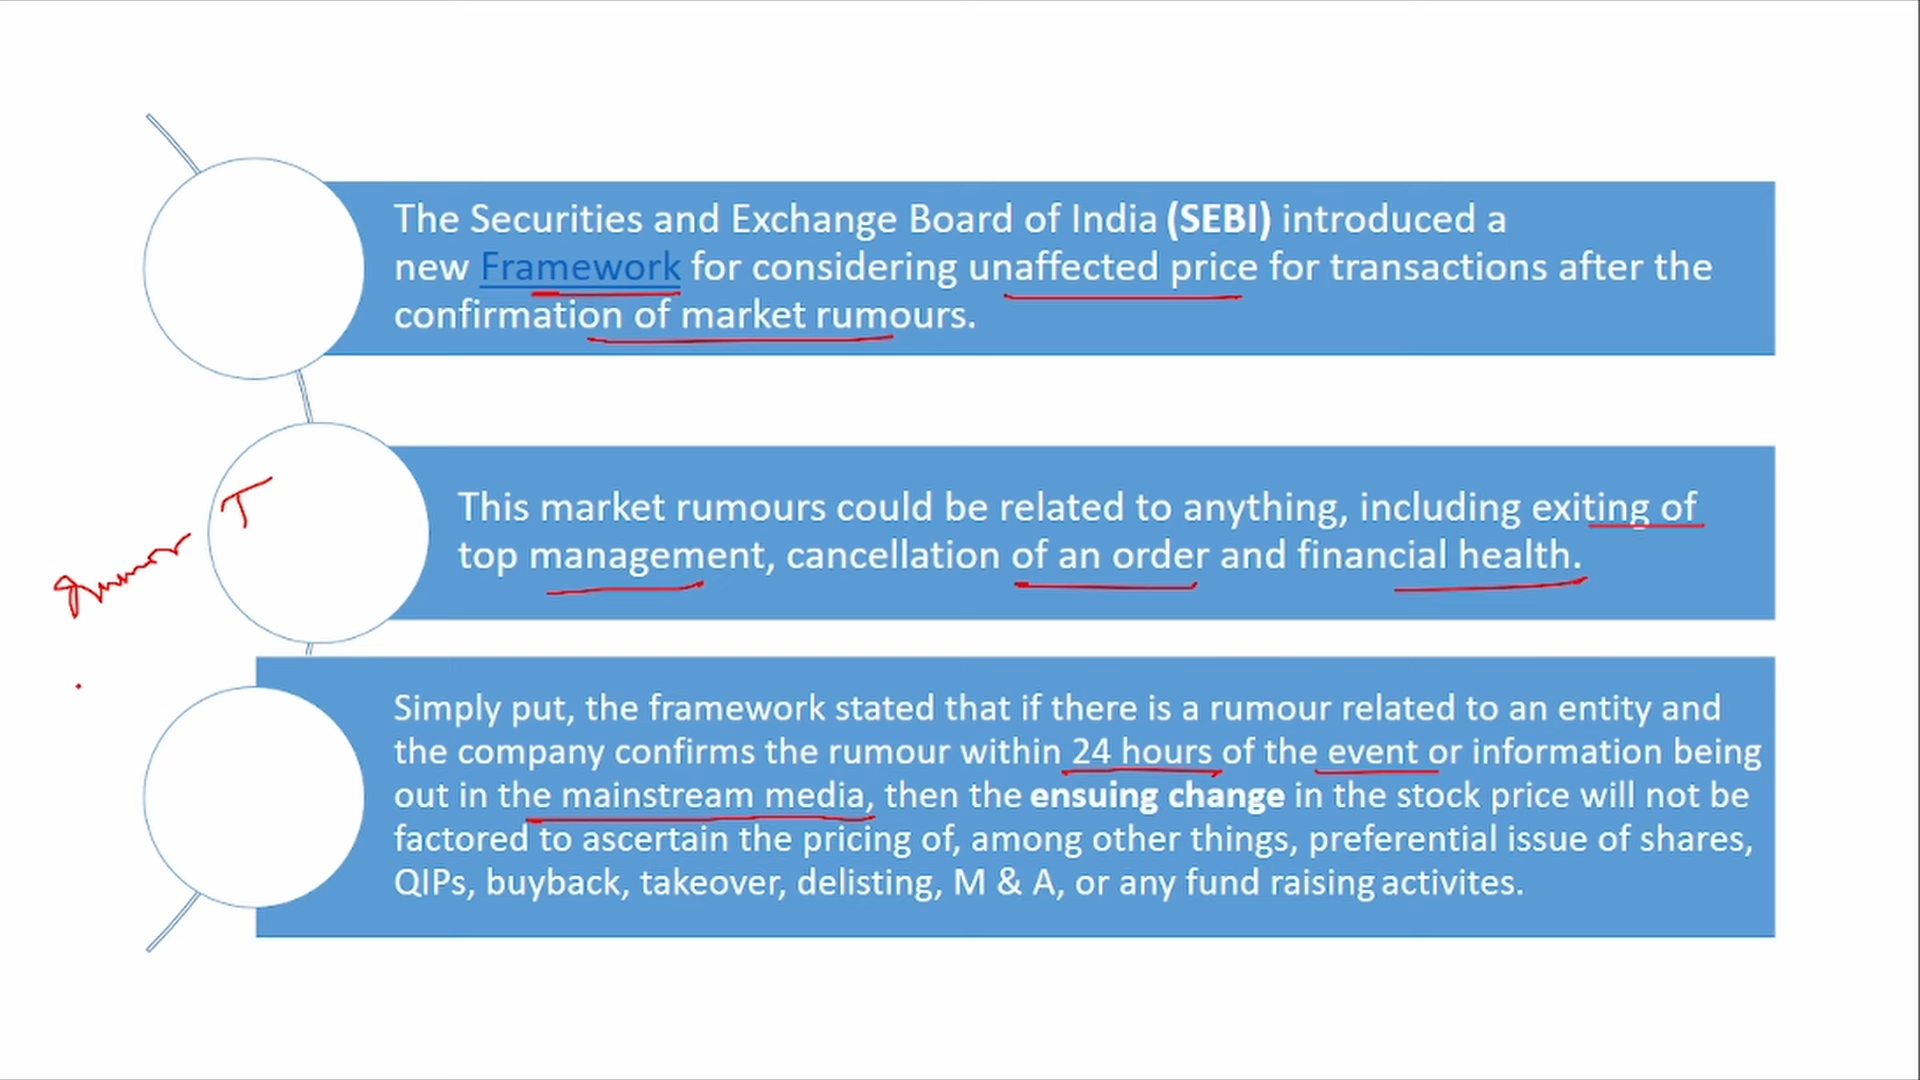 The Securities and Exchange Board of India (SEBI) introduced a
new Framework for considering unaffected price for transactions after the
confirmation of market rumours.
This market rumours could be related to anything, including exiting of
top management, cancellation of an order and financial health.
Simply put, the framework stated that if there is a rumour related to an entity and
the company confirms the rumour within 24 hours of the event or information being
out in the mainstream media, then the ensuing change in the stock price will not be
factored to ascertain the pricing of, among other things, preferential issue of shares,
QIPs, buyback, takeover, delisting, M & A, or any fund raising activites.